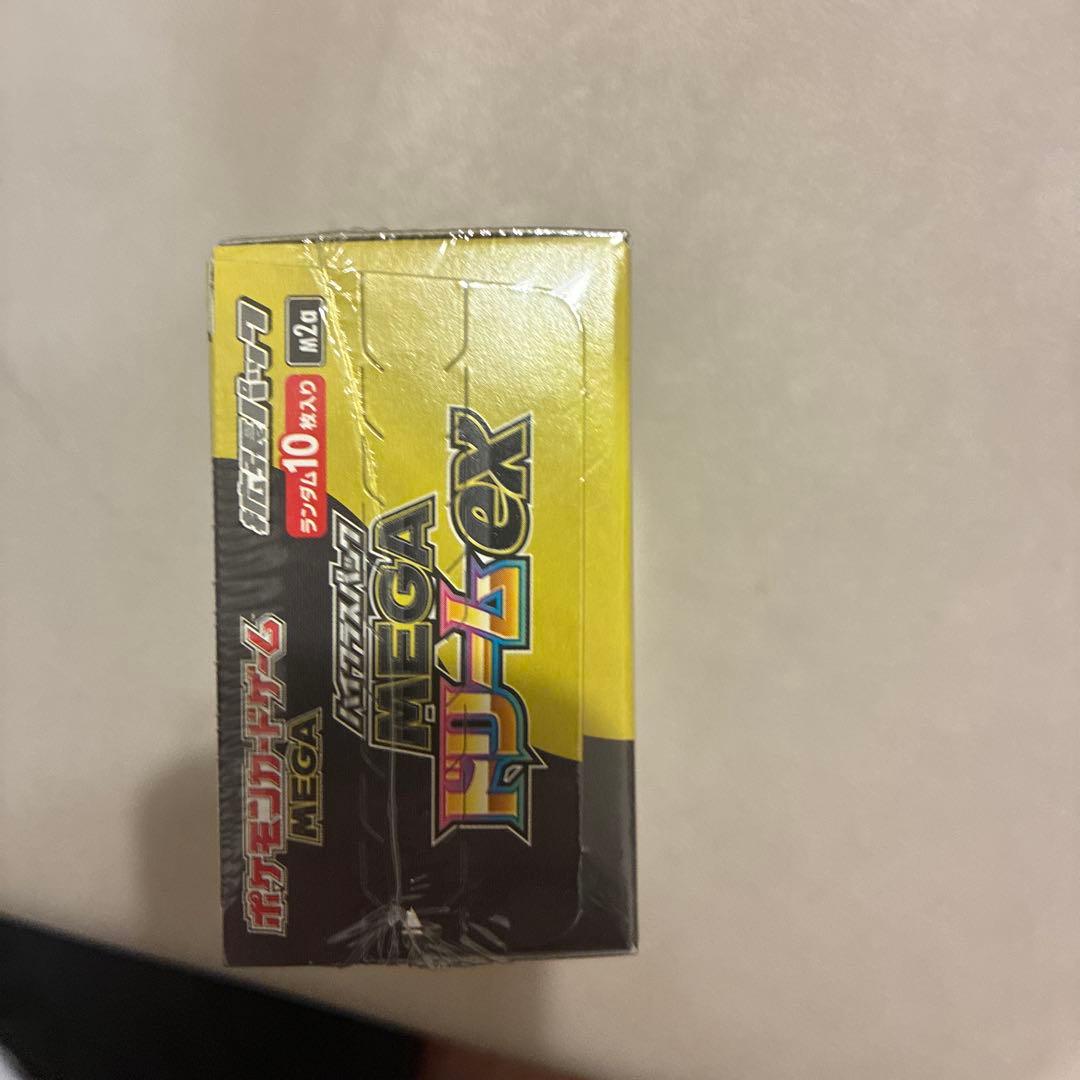 ポケモンカードゲーム
MEGA
拡張パック
ランダム10枚入り
M2a
ハイクラスパック
MEGA
ドリームex